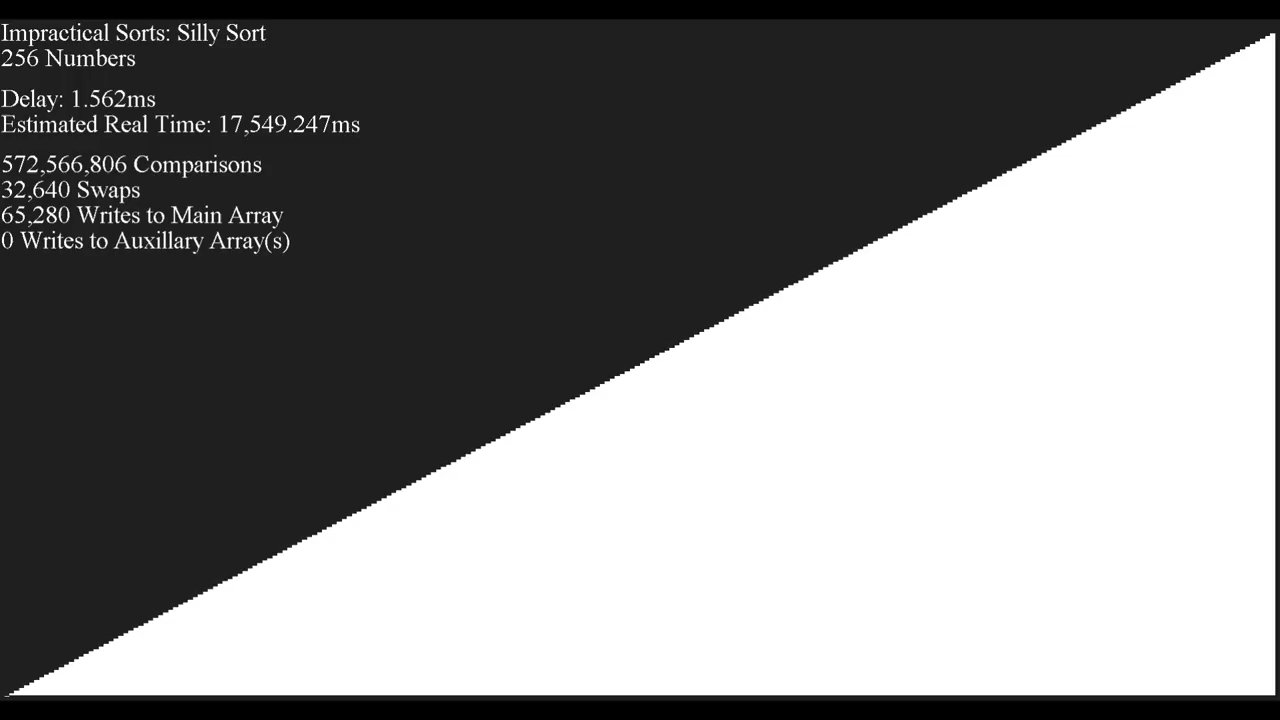 Impractical Sorts: Silly Sort
256 Numbers
Delay: 1.562ms
Estimated Real Time: 17,549.247ms
572,566,806 Comparisons
32,640 Swaps
65,280 Writes to Main Array
0 Writes to Auxillary Array(s)